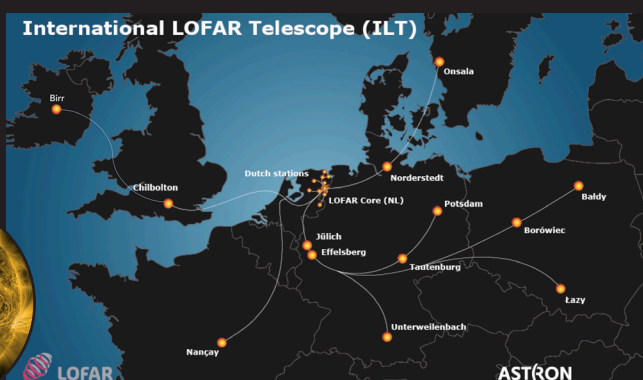 International LOFAR Telescope (ILT)
Onsala
Birr
Dutch stations
Norderstedt
Chilbolton
LOFAR Core (NL)
Potsdam
Bałdy
Borówiec
Jülich
Effelsberg
Tautenburg
Łazy
Unterweilenbach
Nançay
LOFAR
ASTRON